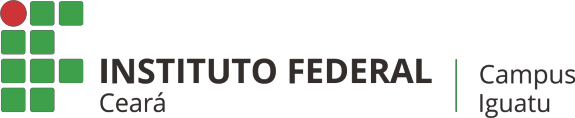 INSTITUTO FEDERAL
Ceará
Campus
Iguatu